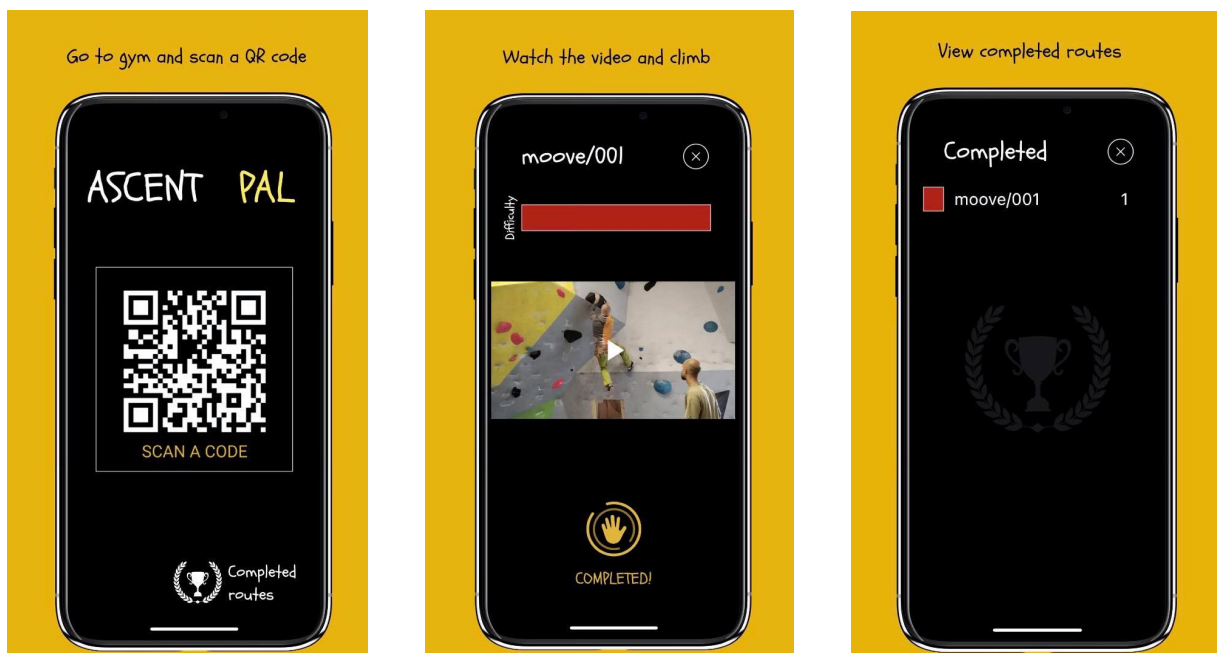 Go to gym and scan a QR code
ASCENT PAL
SCAN A CODE
Completed
routes
Watch the video and climb
moove/001
Difficulty
COMPLETED!
View completed routes
Completed
moove/001 1